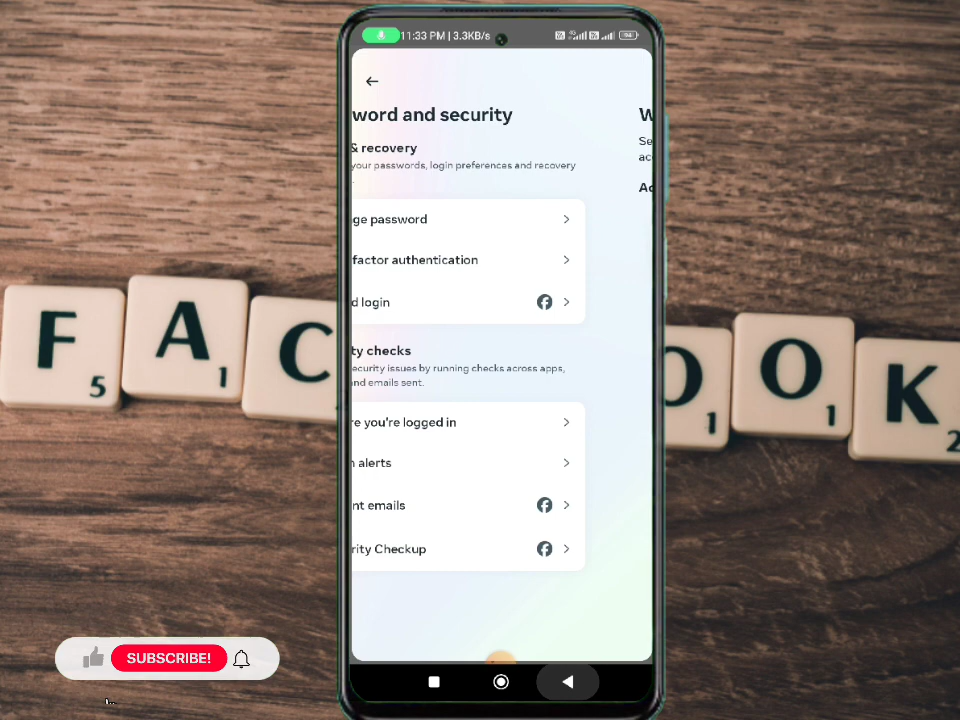 11:33 PM | 3.3KB/s
word and security
W
& recovery
your passwords, login preferences and recovery
Se
acc
Ac
ge password
factor authentication
d login
ty checks
ecurity issues by running checks across apps,
and emails sent.
re you're logged in
n alerts
nt emails
rity Checkup
F 5
A 1
C
O 1
O 1
K
SUBSCRIBE!